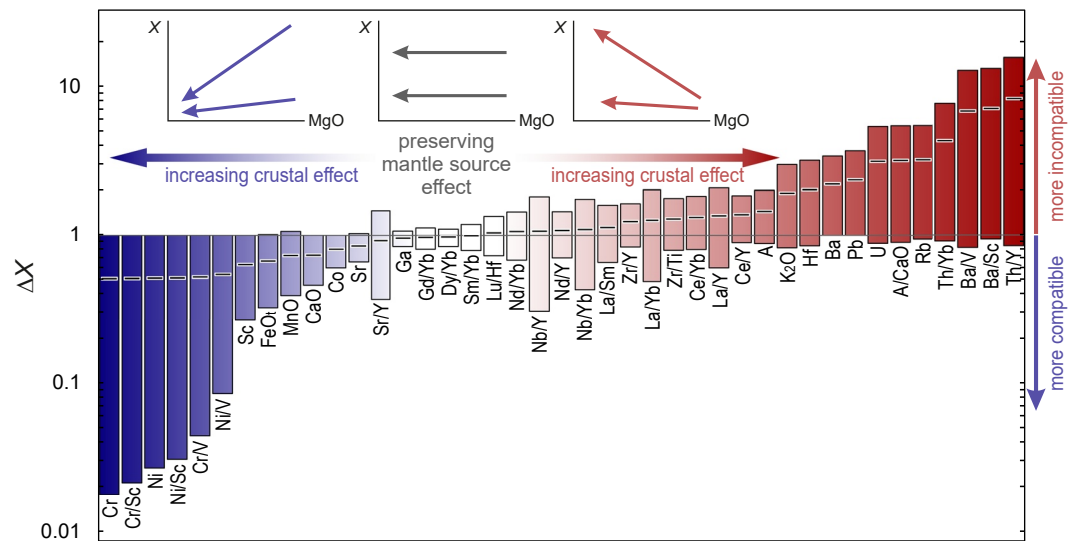 X
MgO
X
MgO
X
MgO
preserving
mantle source
effect
increasing crustal effect
increasing crustal effect
more incompatible
more compatible
ΔX
10
1
0.1
0.01
Cr
Cr/Sc
Ni
Ni/Sc
Cr/V
Ni/V
Sc
FeOt
MnO
CaO
Co
Sr
Sr/Y
Ga
Gd/Yb
Dy/Yb
Sm/Yb
Lu/Hf
Nd/Yb
Nb/Y
Nd/Y
Nb/Yb
La/Sm
Zr/Y
La/Yb
Zr/Ti
Ce/Yb
La/Y
Ce/Y
A
K2O
Hf
Ba
Pb
U
A/CaO
Rb
Th/Yb
Ba/V
Ba/Sc
Th/Y